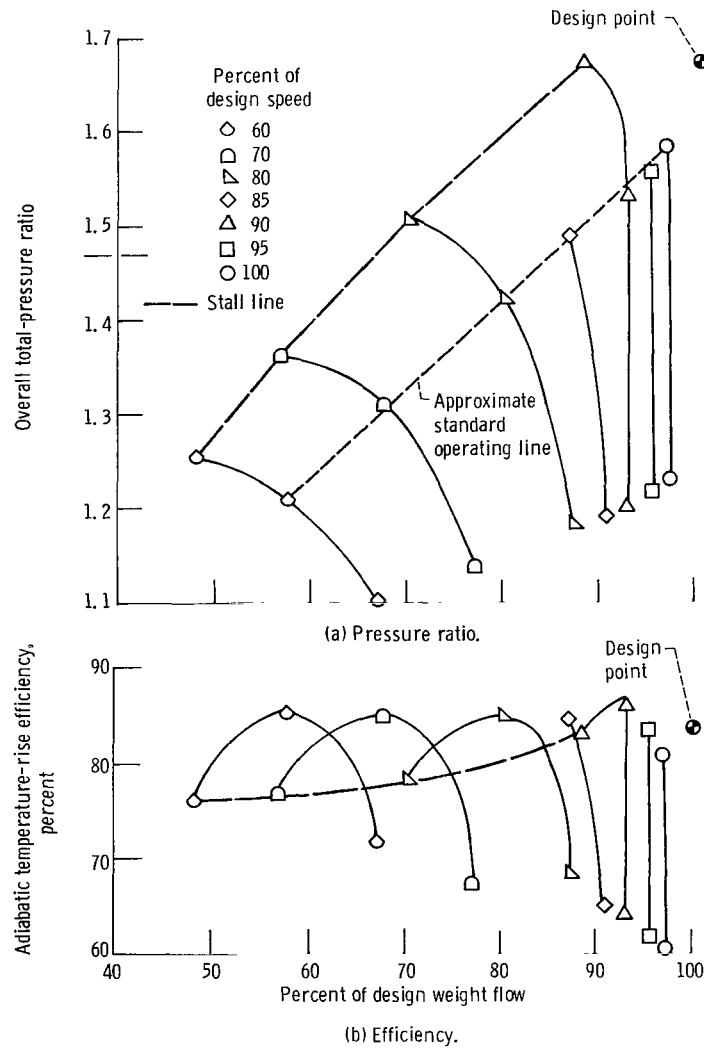 Design point
1.7
1.6
1.5
1.4
1.3
1.2
1.1
Overall total-pressure ratio
Percent of
design speed
60
70
80
85
90
95
100
Stall line
Approximate
standard
operating line
(a) Pressure ratio.
90
80
70
60
Adiabatic temperature-rise efficiency,
percent
Design
point
40
50
60
70
80
90
100
Percent of design weight flow
(b) Efficiency.